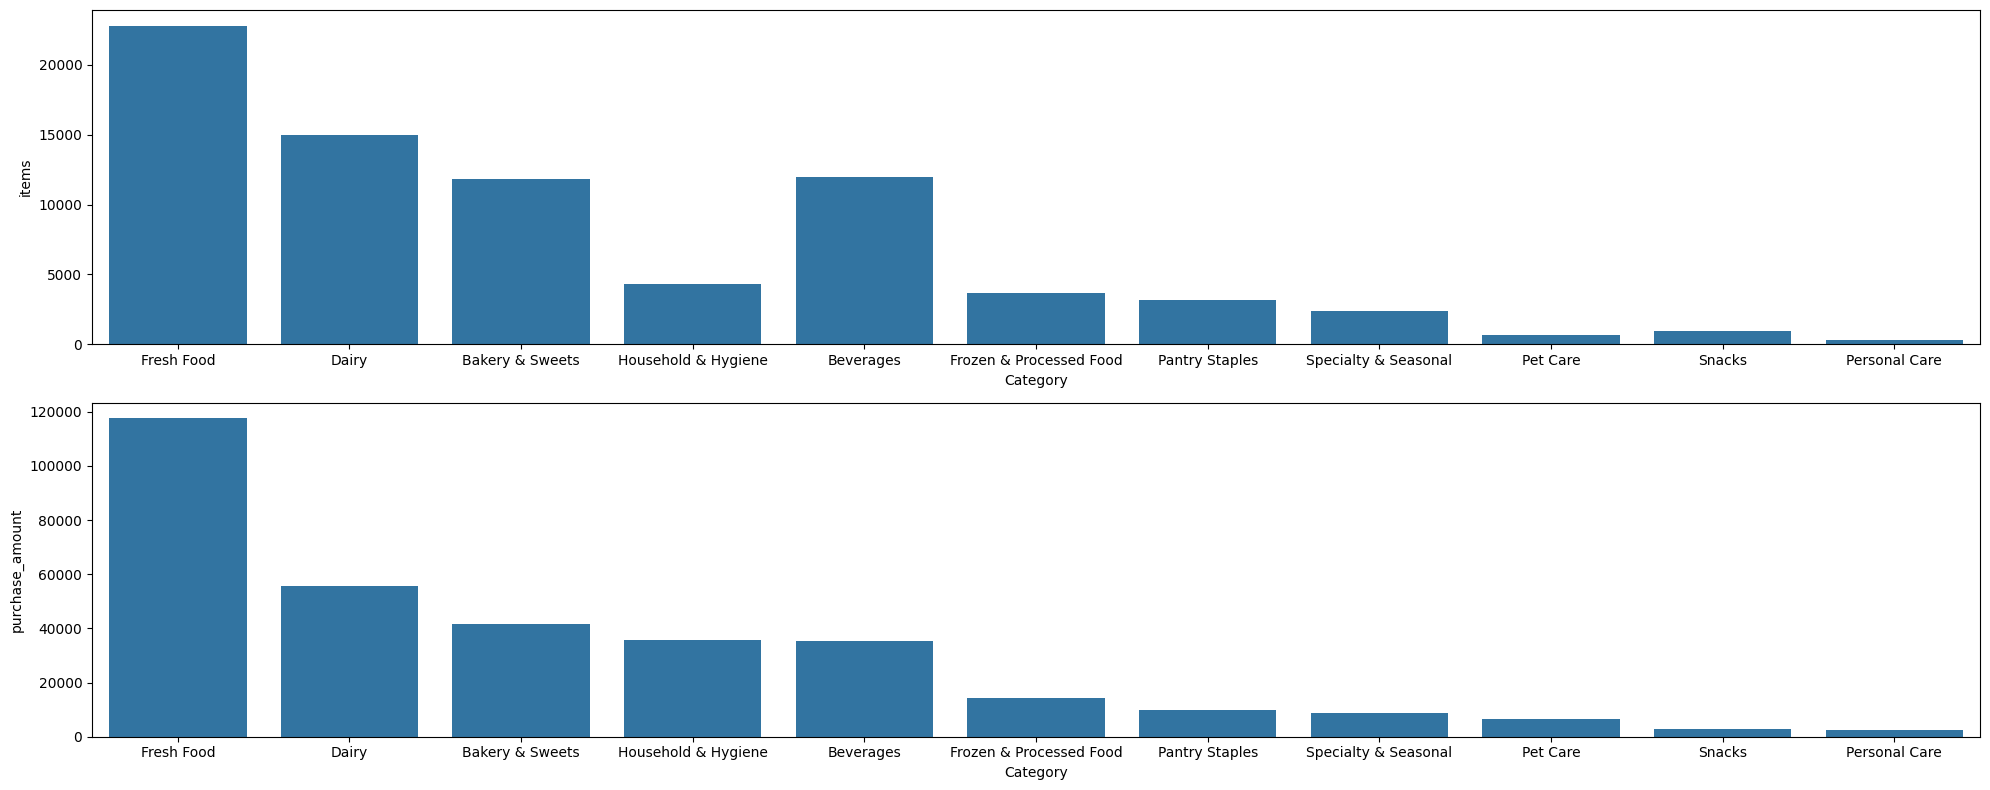 20000
15000
10000
5000
0
items
Fresh Food Dairy Bakery & Sweets Household & Hygiene Beverages Frozen & Processed Food Pantry Staples Specialty & Seasonal Pet Care Snacks Personal Care
Category
120000
100000
80000
60000
40000
20000
0
purchase_amount
Fresh Food Dairy Bakery & Sweets Household & Hygiene Beverages Frozen & Processed Food Pantry Staples Specialty & Seasonal Pet Care Snacks Personal Care
Category